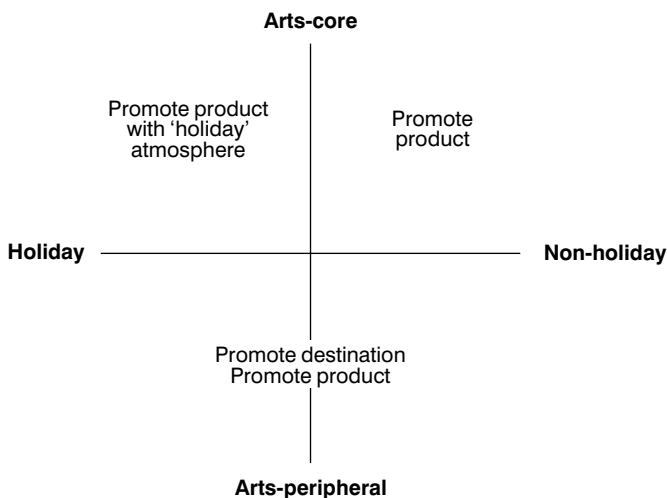 Arts-core
Promote product
with ‘holiday’
atmosphere
Promote
product
Holiday
Non-holiday
Promote destination
Promote product
Arts-peripheral